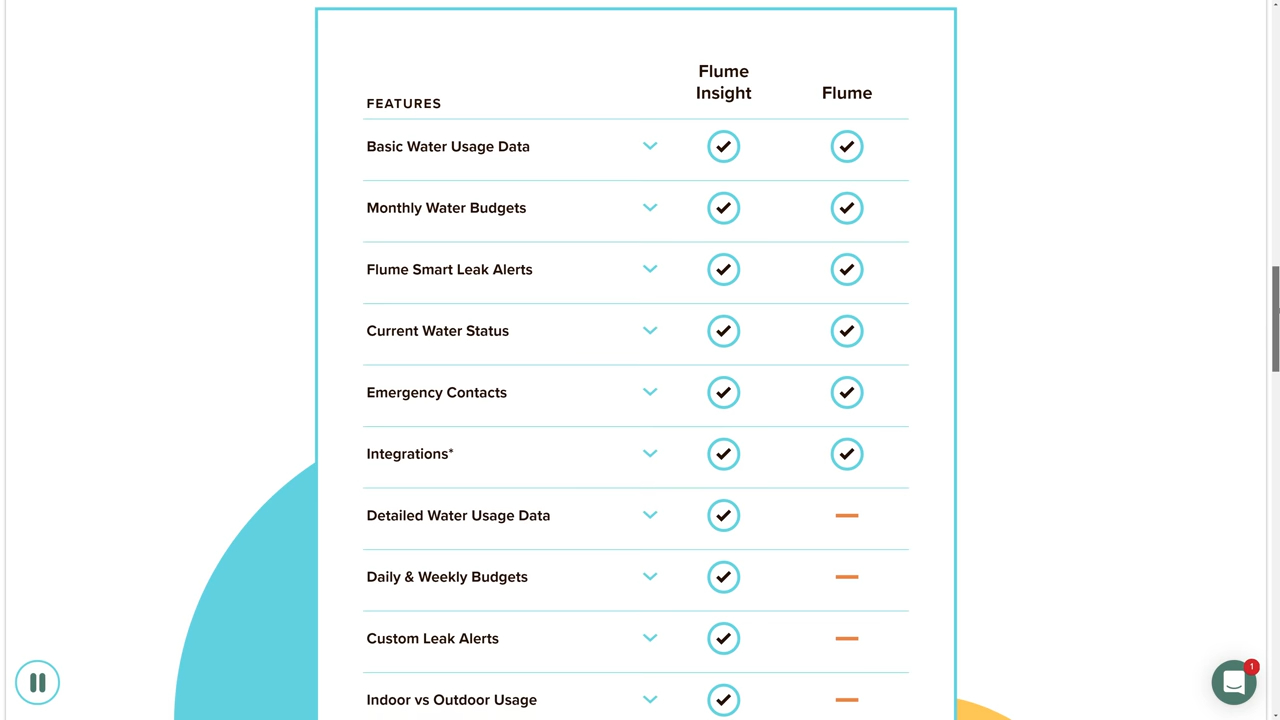 Flume
Insight
Flume
FEATURES
Basic Water Usage Data
Monthly Water Budgets
Flume Smart Leak Alerts
Current Water Status
Emergency Contacts
Integrations*
Detailed Water Usage Data
Daily & Weekly Budgets
Custom Leak Alerts
Indoor vs Outdoor Usage
1